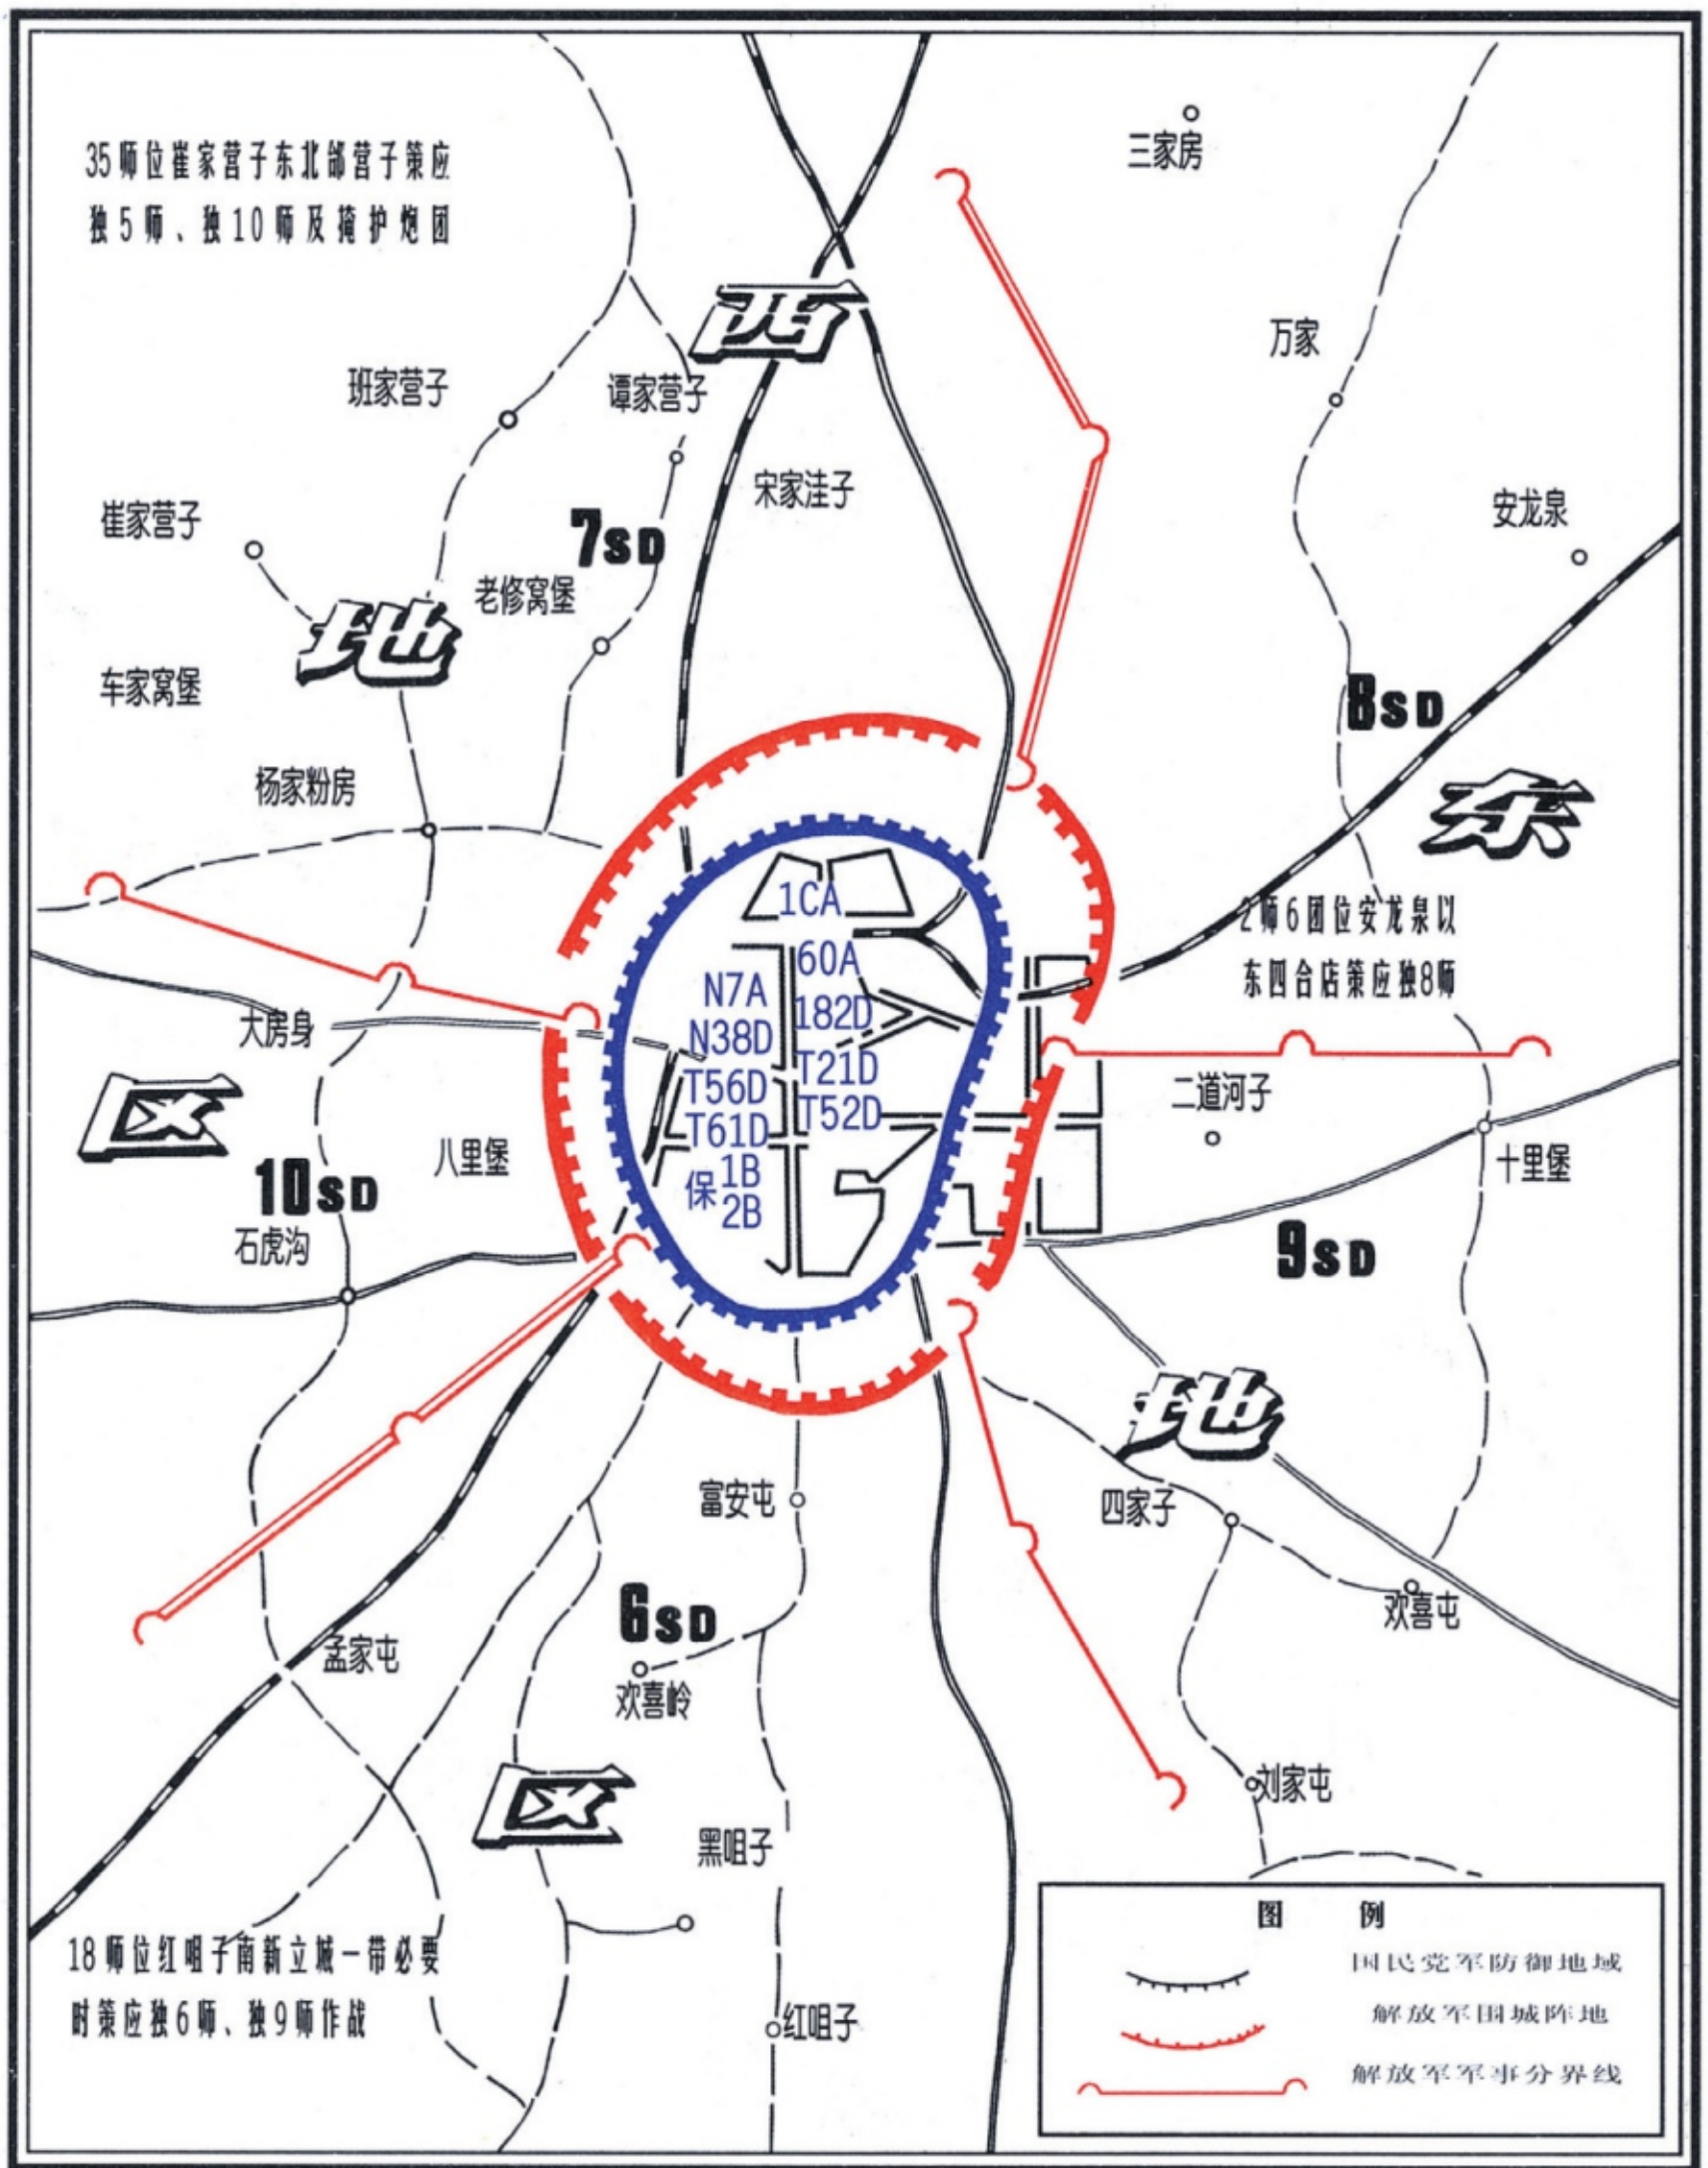 35师位崔家营子东北郜营子策应
独5师、独10师及掩护炮团
三家房
西
万家
班家营子
谭家营子
宋家洼子
安龙泉
崔家营子
7SD
老修窝堡
地
车家窝堡
8SD
杨家粉房
东
1CA
2师6团位安龙泉以
东四合店策应独8师
60A
N7A
182D
N38D
大房身
T21D
T56D
T52D
T61D
区
二道河子
八里堡
十里堡
保
1B
2B
10SD
石虎沟
9SD
地
富安屯
四家子
6SD
欢喜屯
孟家屯
欢喜岭
刘家屯
区
黑咀子
18师位红咀子南新立城一带必要
时策应独6师、独9师作战
红咀子
图 例
国民党军防御地域
解放军围城阵地
解放军军事分界线